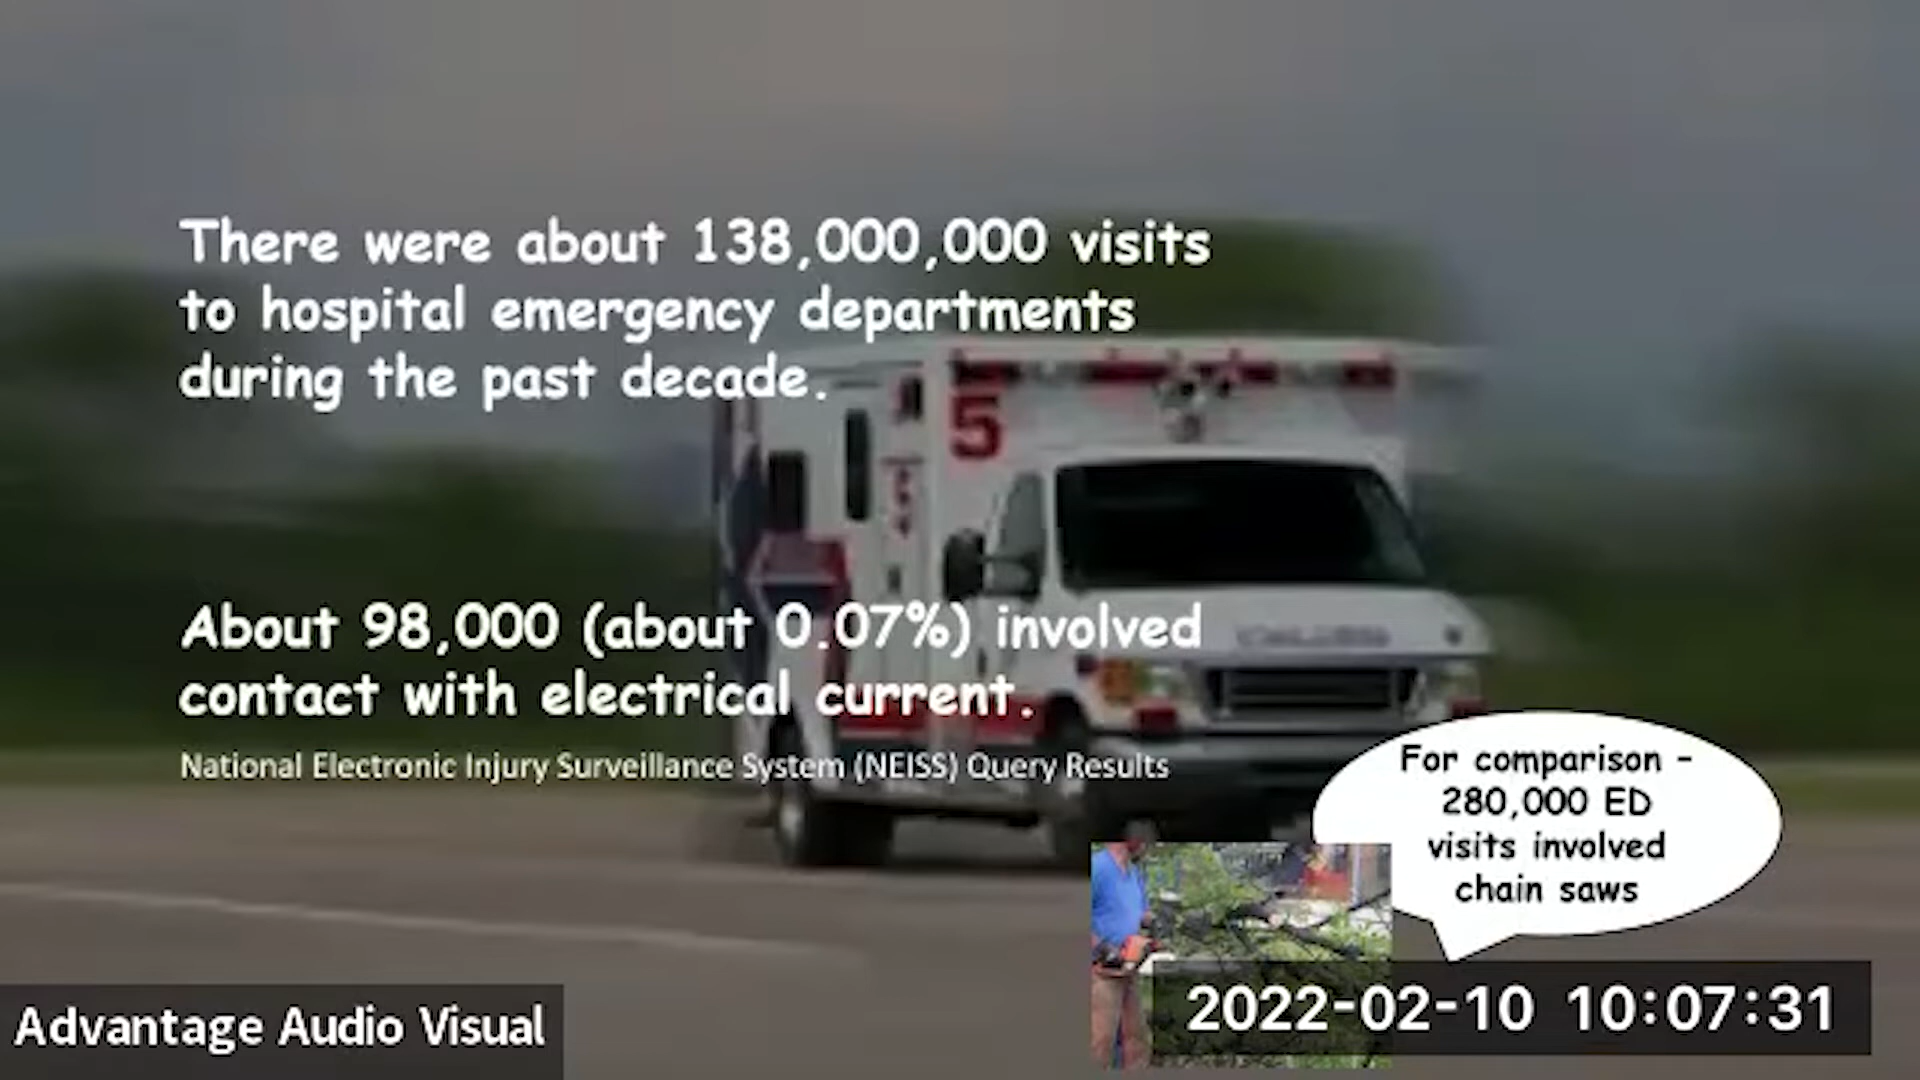 There were about 138,000,000 visits
to hospital emergency departments
during the past decade.
5
About 98,000 (about 0.07%) involved
contact with electrical current.
National Electronic Injury Surveillance System (NEISS) Query Results
For comparison -
280,000 ED
visits involved
chain saws
2022-02-10 10:07:31
Advantage Audio Visual